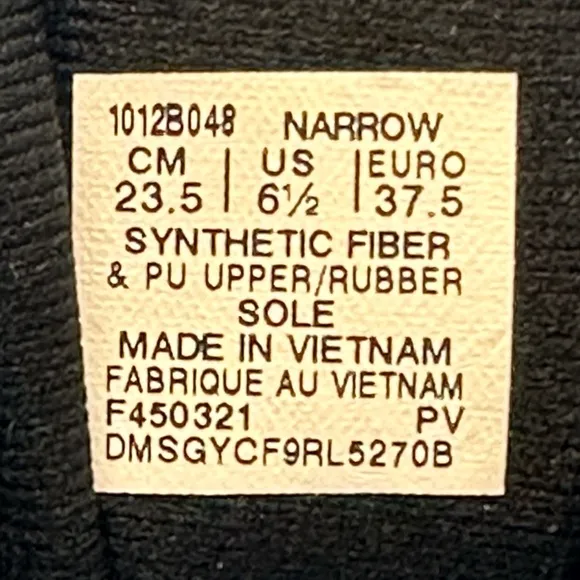 1012B048 NARROW
CM | US | EURO
23.5 | 6½ | 37.5
SYNTHETIC FIBER
& PU UPPER/RUBBER
SOLE
MADE IN VIETNAM
FABRIQUE AU VIETNAM
F450321 PV
DMSGYCF9RL5270B